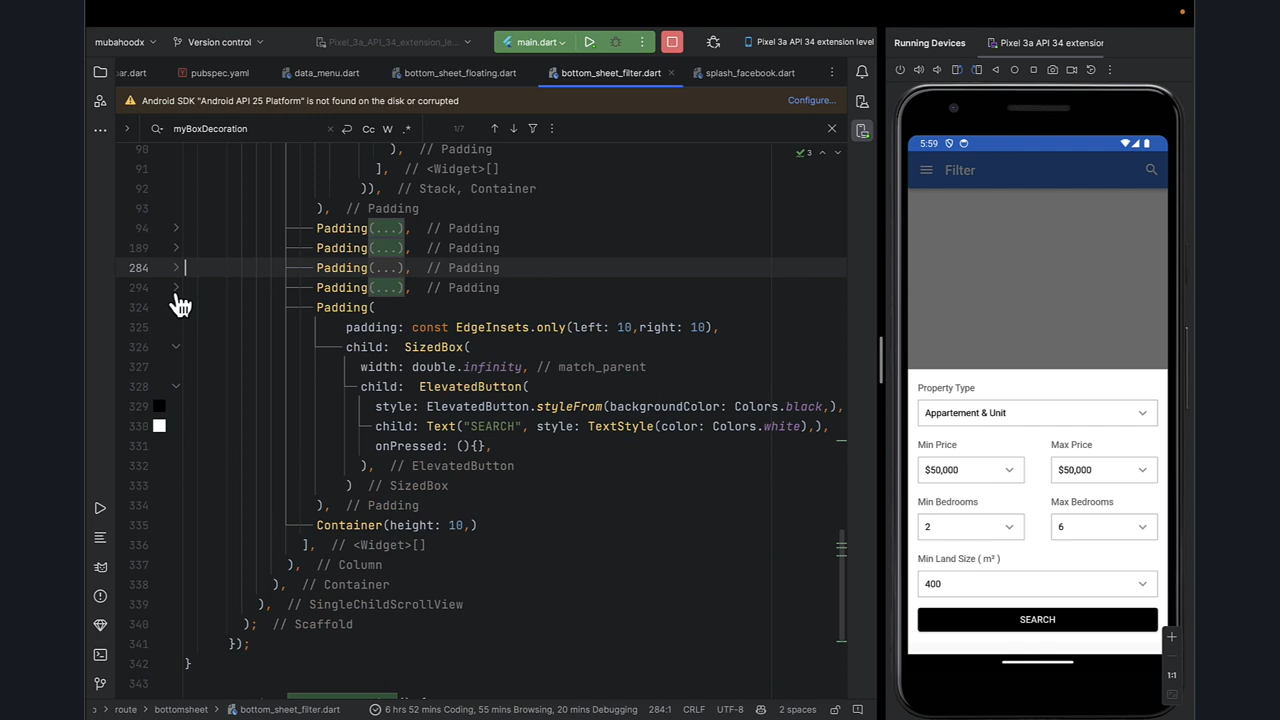 mubahoodx
Version control
Pixel_3a_API_34_extension_le
main.dart
Pixel 3a API 34 extension level
Running Devices
Pixel 3a API 34 extension
bar.dart
pubspec.yaml
data_menu.dart
bottom_sheet_floating.dart
bottom_sheet_filter.dart
splash_facebook.dart
Android SDK "Android API 25 Platform" is not found on the disk or corrupted
Configure...
myBoxDecoration
Cc
W
.*
1/7
3
90 ), // Padding
91 ], // <Widget>[]
92 )), // Stack, Container
93 ), // Padding
94 Padding(...), // Padding
189 Padding(...), // Padding
284 Padding(...), // Padding
294 Padding(...), // Padding
324 Padding(
325 padding: const EdgeInsets.only(left: 10,right: 10),
326 child: SizedBox(
327 width: double.infinity, // match_parent
328 child: ElevatedButton(
329 style: ElevatedButton.styleFrom(backgroundColor: Colors.black,),
330 child: Text("SEARCH", style: TextStyle(color: Colors.white),),
331 onPressed: (){},
332 ), // ElevatedButton
333 ) // SizedBox
334 ), // Padding
335 Container(height: 10,)
336 ], // <Widget>[]
337 ), // Column
338 ), // Container
339 ), // SingleChildScrollView
340 ); // Scaffold
341 });
342 }
343
route
bottomsheet
bottom_sheet_filter.dart
6 hrs 52 mins Coding, 55 mins Browsing, 20 mins Debugging
284:1
CRLF
UTF-8
2 spaces
5:59
Filter
Property Type
Appartement & Unit
Min Price
Max Price
$50,000
$50,000
Min Bedrooms
Max Bedrooms
2
6
Min Land Size ( m² )
400
SEARCH
1:1